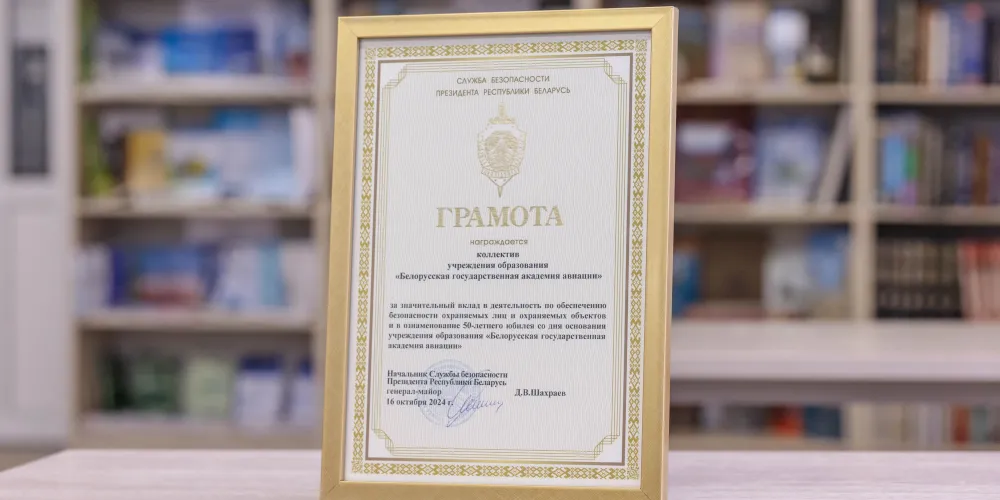 СЛУЖБА БЕЗОПАСНОСТИ
ПРЕЗИДЕНТА РЕСПУБЛИКИ БЕЛАРУСЬ
ГРАМОТА
награждается
коллектив
учреждения образования
«Белорусская государственная академия авиации»
за значительный вклад в деятельность по обеспечению
безопасности охраняемых лиц и охраняемых объектов
и в ознаменование 50-летнего юбилея со дня основания
учреждения образования «Белорусская государственная
академия авиации»
Начальник Службы безопасности
Президента Республики Беларусь
генерал-майор Д.В.Шахраев
16 октября 2024 г.